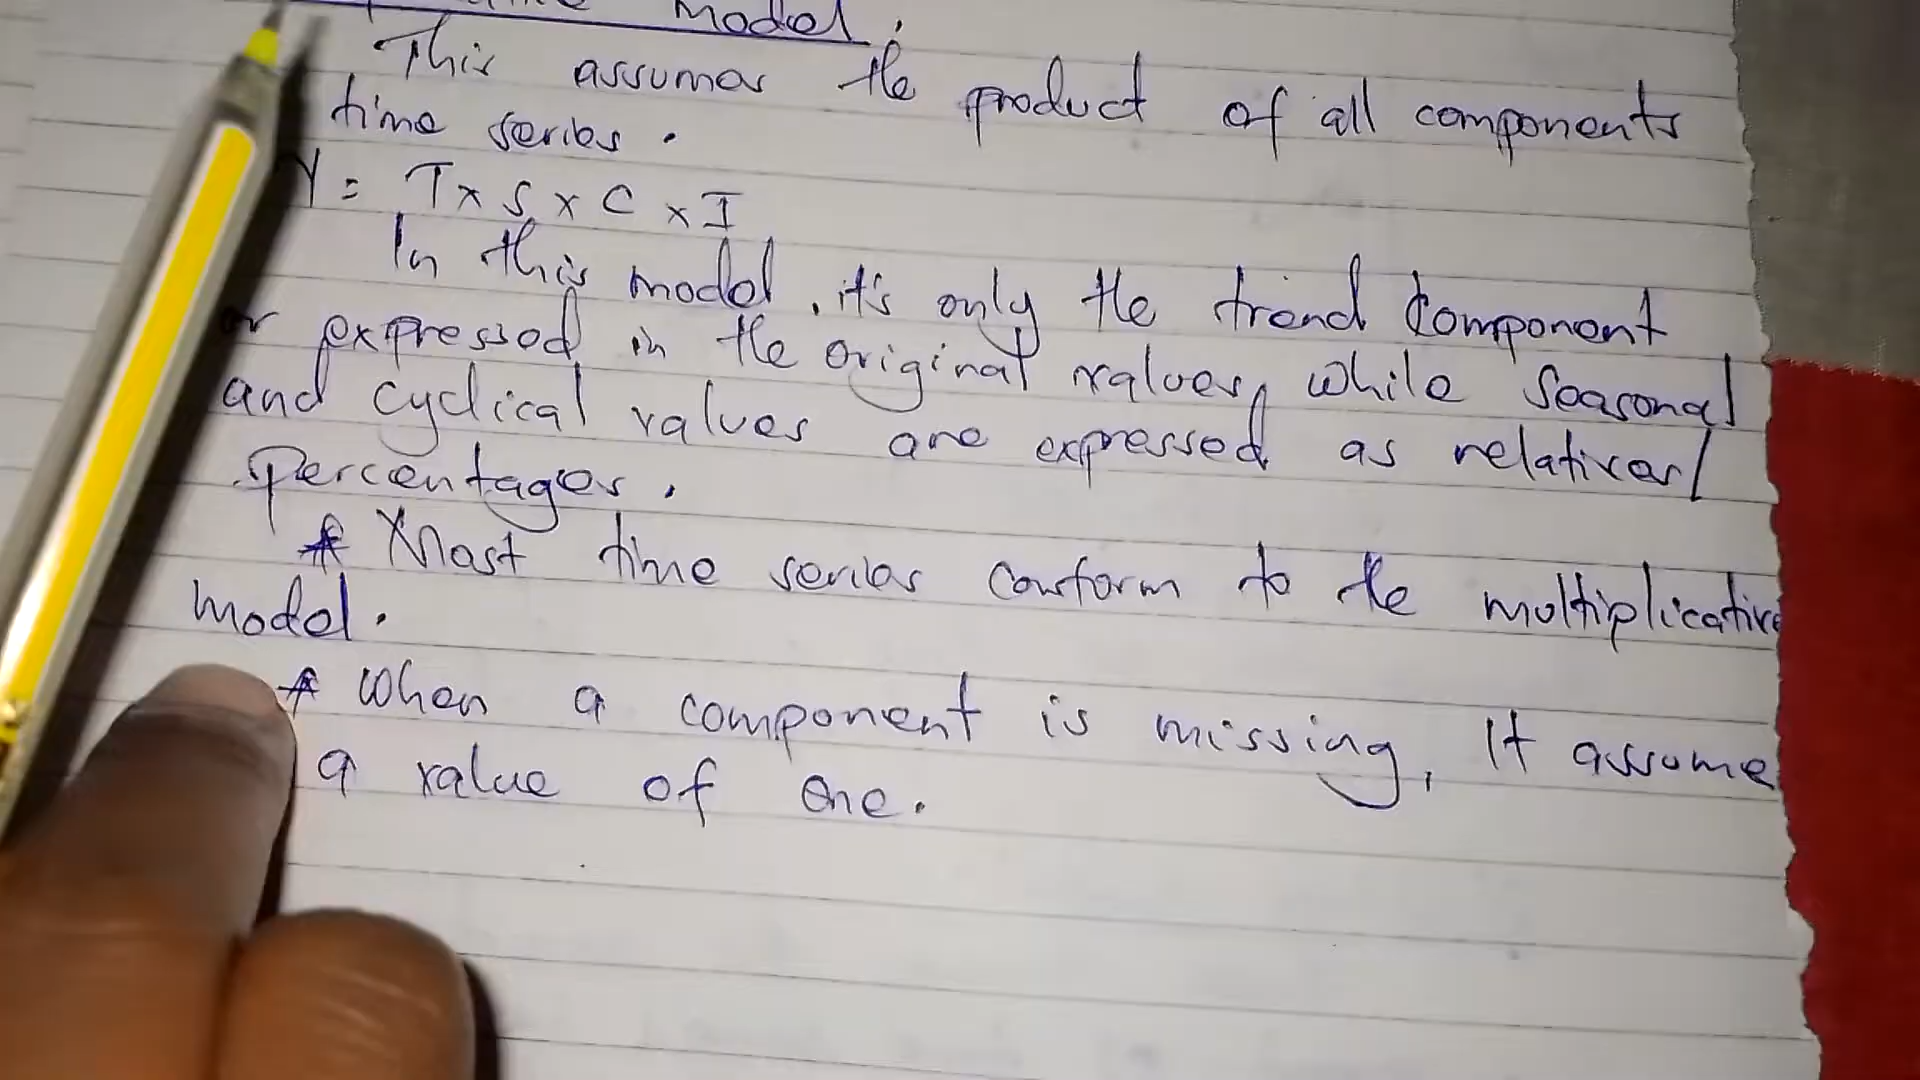 Model:
This assumes the product of all components
time series.
Y = T x S x C x I
In this model, it's only the trend component
or expressed in the original values, while seasonal
and cyclical values are expressed as relatives/
percentages.
* Most time series conform to the multiplicative
model.
* When a component is missing, It assume
a value of one.